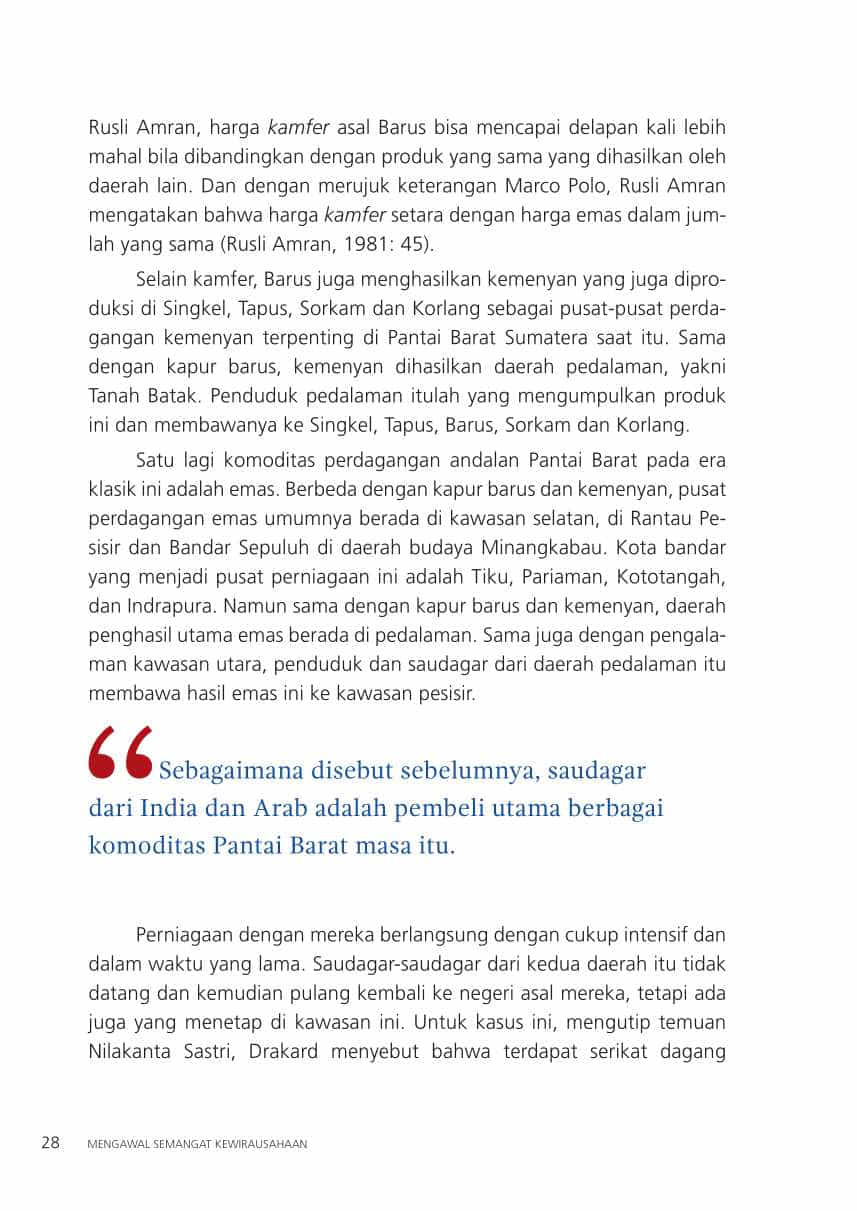 Rusli Amran, harga kamfer asal Barus bisa mencapai delapan kali lebih
mahal bila dibandingkan dengan produk yang sama yang dihasilkan oleh
daerah lain. Dan dengan merujuk keterangan Marco Polo, Rusli Amran
mengatakan bahwa harga kamfer setara dengan harga emas dalam jum-
lah yang sama (Rusli Amran, 1981: 45).
Selain kamfer, Barus juga menghasilkan kemenyan yang juga dipro-
duksi di Singkel, Tapus, Sorkam dan Korlang sebagai pusat-pusat perda-
gangan kemenyan terpenting di Pantai Barat Sumatera saat itu. Sama
dengan kapur barus, kemenyan dihasilkan daerah pedalaman, yakni
Tanah Batak. Penduduk pedalaman itulah yang mengumpulkan produk
ini dan membawanya ke Singkel, Tapus, Barus, Sorkam dan Korlang.
Satu lagi komoditas perdagangan andalan Pantai Barat pada era
klasik ini adalah emas. Berbeda dengan kapur barus dan kemenyan, pusat
perdagangan emas umumnya berada di kawasan selatan, di Rantau Pe-
sisir dan Bandar Sepuluh di daerah budaya Minangkabau. Kota bandar
yang menjadi pusat perniagaan ini adalah Tiku, Pariaman, Kototangah,
dan Indrapura. Namun sama dengan kapur barus dan kemenyan, daerah
penghasil utama emas berada di pedalaman. Sama juga dengan pengala-
man kawasan utara, penduduk dan saudagar dari daerah pedalaman itu
membawa hasil emas ini ke kawasan pesisir.
“Sebagaimana disebut sebelumnya, saudagar
dari India dan Arab adalah pembeli utama berbagai
komoditas Pantai Barat masa itu.
Perniagaan dengan mereka berlangsung dengan cukup intensif dan
dalam waktu yang lama. Saudagar-saudagar dari kedua daerah itu tidak
datang dan kemudian pulang kembali ke negeri asal mereka, tetapi ada
juga yang menetap di kawasan ini. Untuk kasus ini, mengutip temuan
Nilakanta Sastri, Drakard menyebut bahwa terdapat serikat dagang
28 MENGAWAL SEMANGAT KEWIRAUSAHAAN